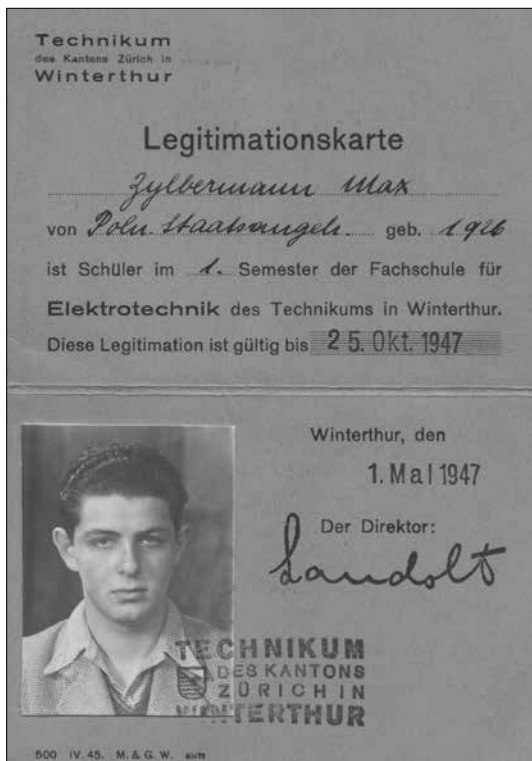 Technikum
des Kantons Zürich in
Winterthur
Legitimationskarte
Zylbermann Max
von Poln. Staatsangeh. geb. 1926
ist Schüler im 1. Semester der Fachschule für
Elektrotechnik des Technikums in Winterthur.
Diese Legitimation ist gültig bis 25. Okt. 1947
Winterthur, den
1. Mai 1947
Der Direktor:
Landolt
TECHNIKUM
DES KANTONS
ZÜRICH IN
WINTERTHUR
500 IV. 45. M. & G. W.